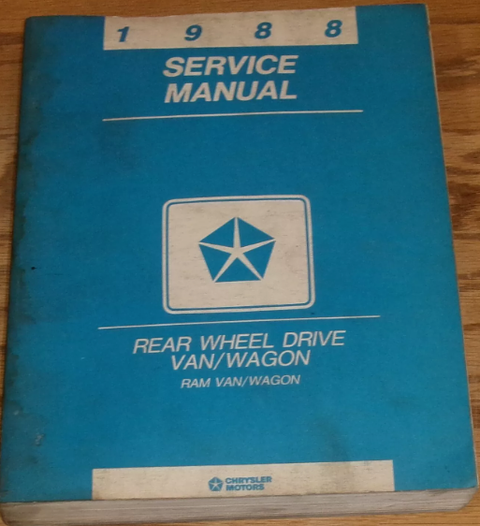 1 9 8 8
SERVICE
MANUAL
REAR WHEEL DRIVE
VAN/WAGON
RAM VAN/WAGON
CHRYSLER
MOTORS